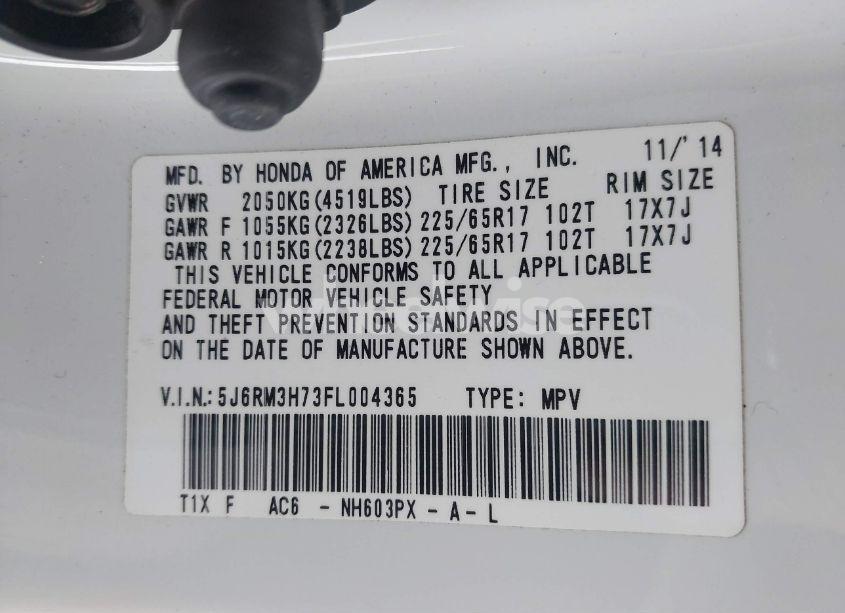 MFD. BY HONDA OF AMERICA MFG., INC. 11/'14
GVWR 2050KG(4519LBS) TIRE SIZE RIM SIZE
GAWR F 1055KG(2326LBS) 225/65R17 102T 17X7J
GAWR R 1015KG(2238LBS) 225/65R17 102T 17X7J
THIS VEHICLE CONFORMS TO ALL APPLICABLE
FEDERAL MOTOR VEHICLE SAFETY
AND THEFT PREVENTION STANDARDS IN EFFECT
ON THE DATE OF MANUFACTURE SHOWN ABOVE.
V.I.N.: 5J6RM3H73FL004365 TYPE: MPV
T1X F AC6 - NH603PX - A - L